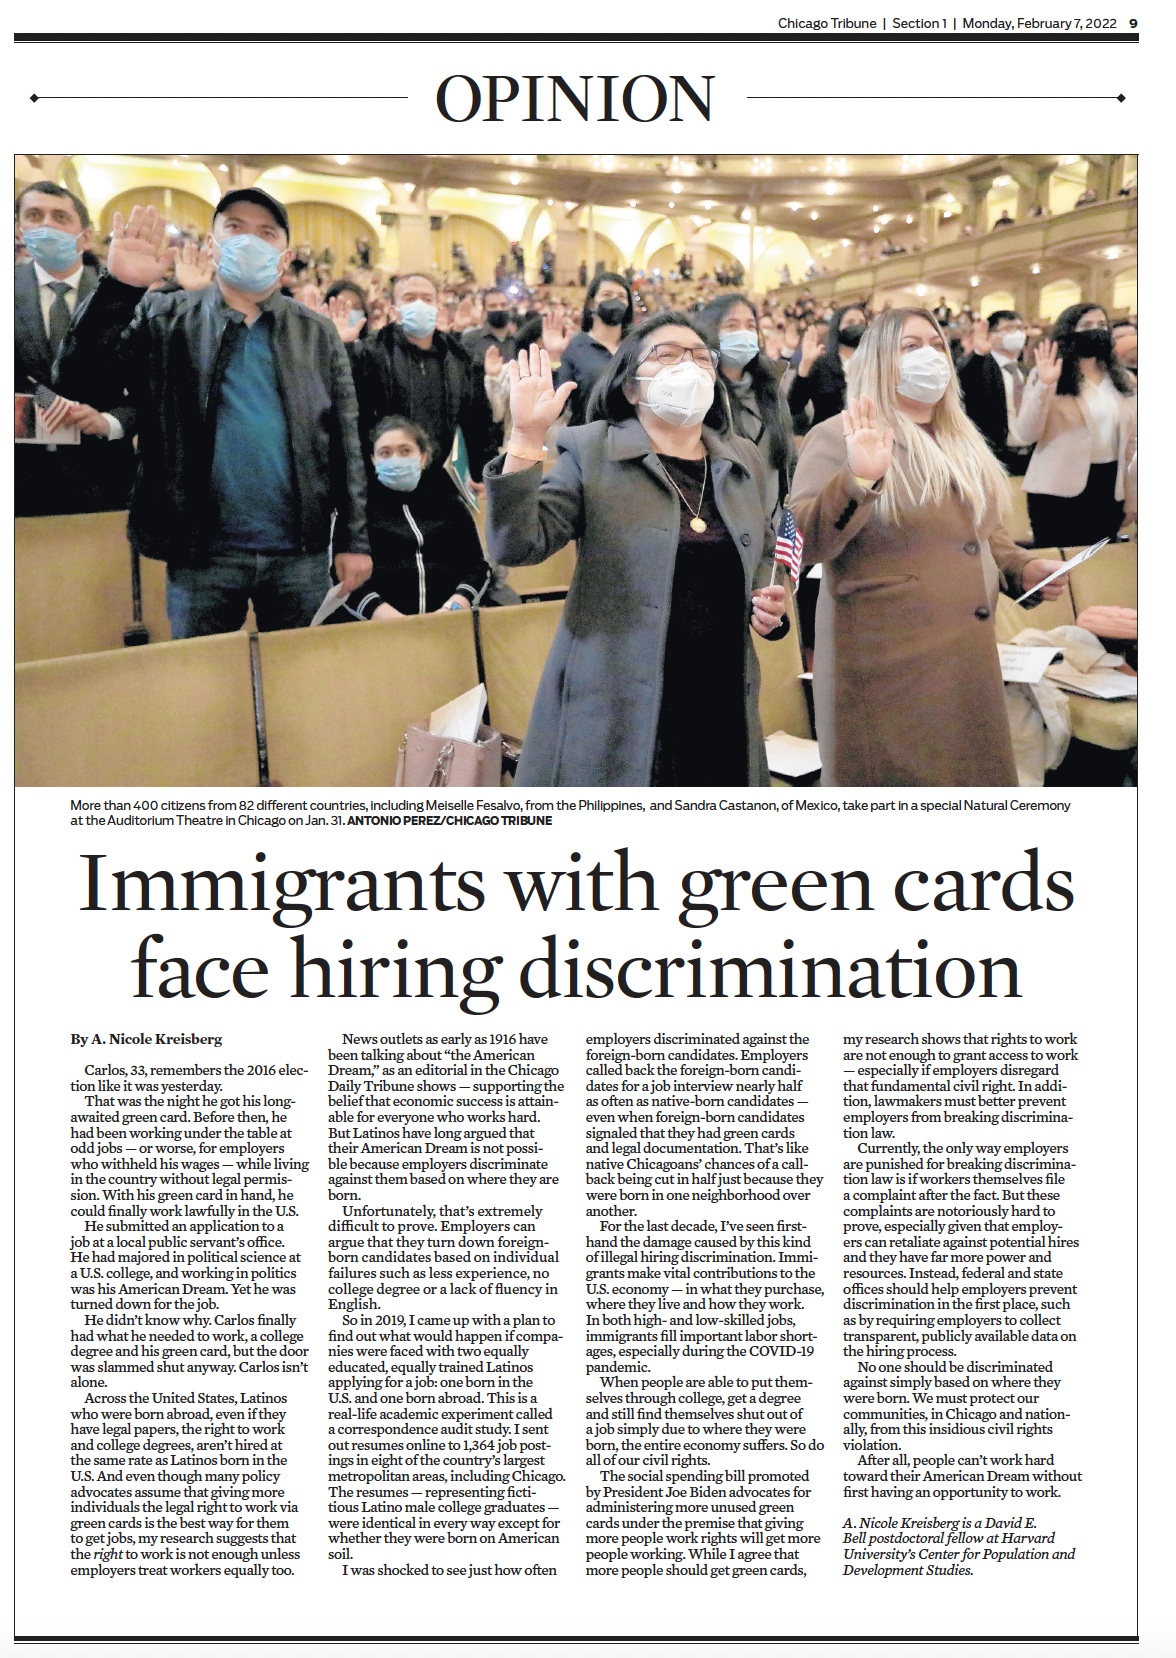 Chicago Tribune | Section 1 | Monday, February 7, 2022 9
OPINION
More than 400 citizens from 82 different countries, including Meiselle Fesalvo, from the Philippines, and Sandra Castanon, of Mexico, take part in a special Natural Ceremony
at the Auditorium Theatre in Chicago on Jan. 31. ANTONIO PEREZ/CHICAGO TRIBUNE
Immigrants with green cards
face hiring discrimination
By A. Nicole Kreisberg
Carlos, 33, remembers the 2016 elec-
tion like it was yesterday.
That was the night he got his long-
awaited green card. Before then, he
had been working under the table at
odd jobs — or worse, for employers
who withheld his wages — while living
in the country without legal permis-
sion. With his green card in hand, he
could finally work lawfully in the U.S.
He submitted an application to a
job at a local public servant's office.
He had majored in political science at
a U.S. college, and working in politics
was his American Dream. Yet he was
turned down for the job.
He didn't know why. Carlos finally
had what he needed to work, a college
degree and his green card, but the door
was slammed shut anyway. Carlos isn't
alone.
Across the United States, Latinos
who were born abroad, even if they
have legal papers, the right to work
and college degrees, aren't hired at
the same rate as Latinos born in the
U.S. And even though many policy
advocates assume that giving more
individuals the legal right to work via
green cards is the best way for them
to get jobs, my research suggests that
the right to work is not enough unless
employers treat workers equally too.
News outlets as early as 1916 have
been talking about “the American
Dream,” as an editorial in the Chicago
Daily Tribune shows — supporting the
belief that economic success is attain-
able for everyone who works hard.
But Latinos have long argued that
their American Dream is not possi-
ble because employers discriminate
against them based on where they are
born.
Unfortunately, that's extremely
difficult to prove. Employers can
argue that they turn down foreign-
born candidates based on individual
failures such as less experience, no
college degree or a lack of fluency in
English.
So in 2019, I came up with a plan to
find out what would happen if compa-
nies were faced with two equally
educated, equally trained Latinos
applying for a job: one born in the
U.S. and one born abroad. This is a
real-life academic experiment called
a correspondence audit study. I sent
out resumes online to 1,364 job post-
ings in eight of the country's largest
metropolitan areas, including Chicago.
The resumes — representing ficti-
tious Latino male college graduates —
were identical in every way except for
whether they were born on American
soil.
I was shocked to see just how often
employers discriminated against the
foreign-born candidates. Employers
called back the foreign-born candi-
dates for a job interview nearly half
as often as native-born candidates —
even when foreign-born candidates
signaled that they had green cards
and legal documentation. That's like
native Chicagoans' chances of a call-
back being cut in half just because they
were born in one neighborhood over
another.
For the last decade, I've seen first-
hand the damage caused by this kind
of illegal hiring discrimination. Immi-
grants make vital contributions to the
U.S. economy — in what they purchase,
where they live and how they work.
In both high- and low-skilled jobs,
immigrants fill important labor short-
ages, especially during the COVID-19
pandemic.
When people are able to put them-
selves through college, get a degree
and still find themselves shut out of
a job simply due to where they were
born, the entire economy suffers. So do
all of our civil rights.
The social spending bill promoted
by President Joe Biden advocates for
administering more unused green
cards under the premise that giving
more people work rights will get more
people working. While I agree that
more people should get green cards,
my research shows that rights to work
are not enough to grant access to work
— especially if employers disregard
that fundamental civil right. In addi-
tion, lawmakers must better prevent
employers from breaking discrimina-
tion law.
Currently, the only way employers
are punished for breaking discrimina-
tion law is if workers themselves file
a complaint after the fact. But these
complaints are notoriously hard to
prove, especially given that employ-
ers can retaliate against potential hires
and they have far more power and
resources. Instead, federal and state
offices should help employers prevent
discrimination in the first place, such
as by requiring employers to collect
transparent, publicly available data on
the hiring process.
No one should be discriminated
against simply based on where they
were born. We must protect our
communities, in Chicago and nation-
ally, from this insidious civil rights
violation.
After all, people can't work hard
toward their American Dream without
first having an opportunity to work.
A. Nicole Kreisberg is a David E.
Bell postdoctoral fellow at Harvard
University's Center for Population and
Development Studies.